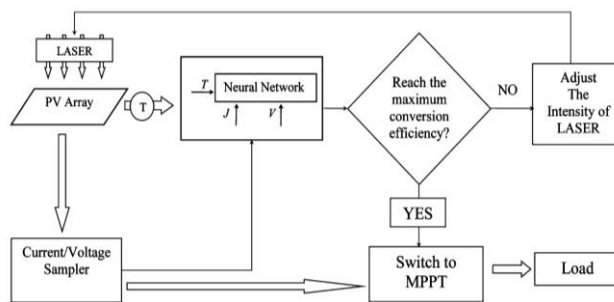 LASER
PV Array
T
T
Neural Network
J
V
Reach the
maximum
conversion
efficiency?
NO
Adjust
The
Intensity of
LASER
YES
Current/Voltage
Sampler
Switch to
MPPT
Load